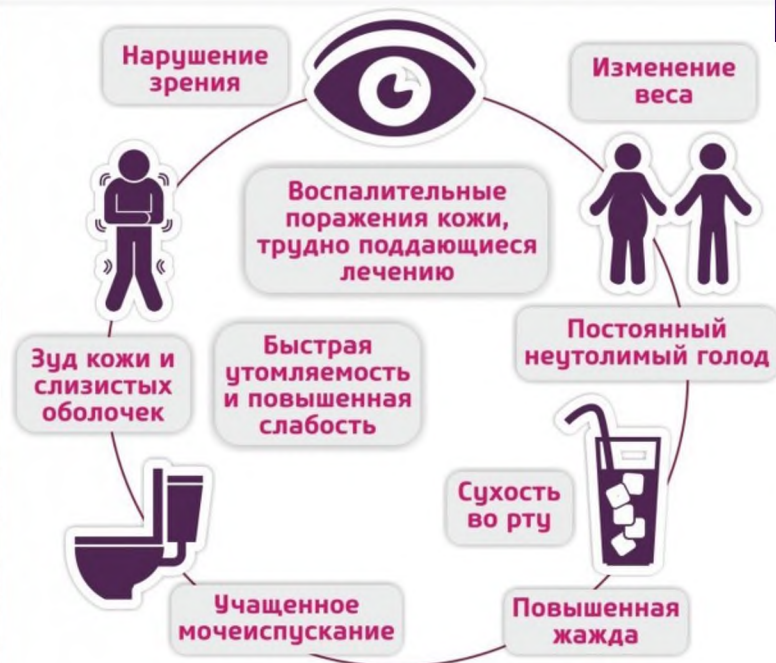 Нарушение
зрения
Изменение
веса
Воспалительные
поражения кожи,
трудно поддающиеся
лечению
Постоянный
неутолимый голод
Зуд кожи и
слизистых
оболочек
Быстрая
утомляемость
и повышенная
слабость
Сухость
во рту
Учащенное
мочеиспускание
Повышенная
жажда